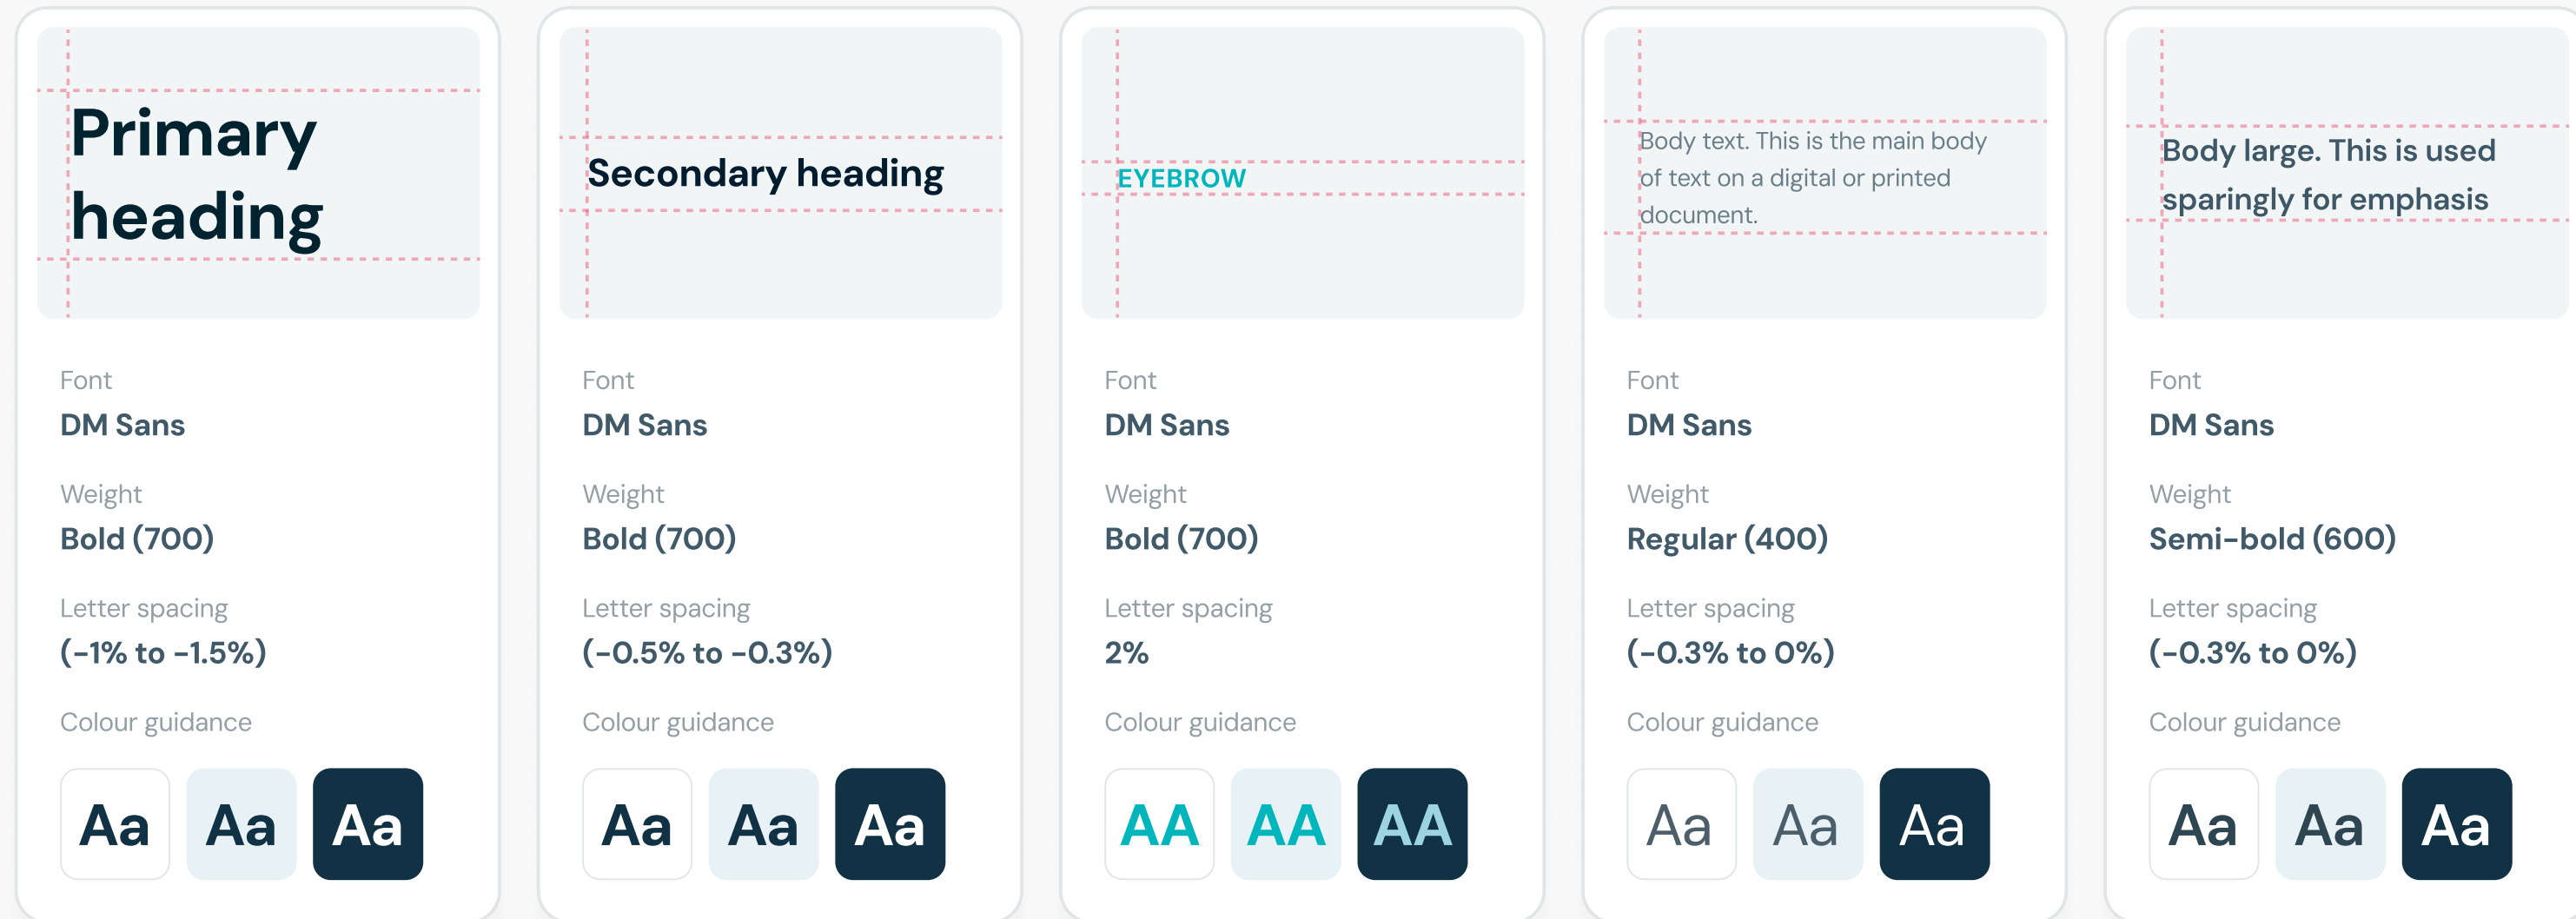 Primary
heading
Font
DM Sans
Weight
Bold (700)
Letter spacing
(-1% to -1.5%)
Colour guidance
Aa Aa Aa
Secondary heading
Font
DM Sans
Weight
Bold (700)
Letter spacing
(-0.5% to -0.3%)
Colour guidance
Aa Aa Aa
EYEBROW
Font
DM Sans
Weight
Bold (700)
Letter spacing
2%
Colour guidance
AA AA AA
Body text. This is the main body
of text on a digital or printed
document.
Font
DM Sans
Weight
Regular (400)
Letter spacing
(-0.3% to 0%)
Colour guidance
Aa Aa Aa
Body large. This is used
sparingly for emphasis
Font
DM Sans
Weight
Semi-bold (600)
Letter spacing
(-0.3% to 0%)
Colour guidance
Aa Aa Aa